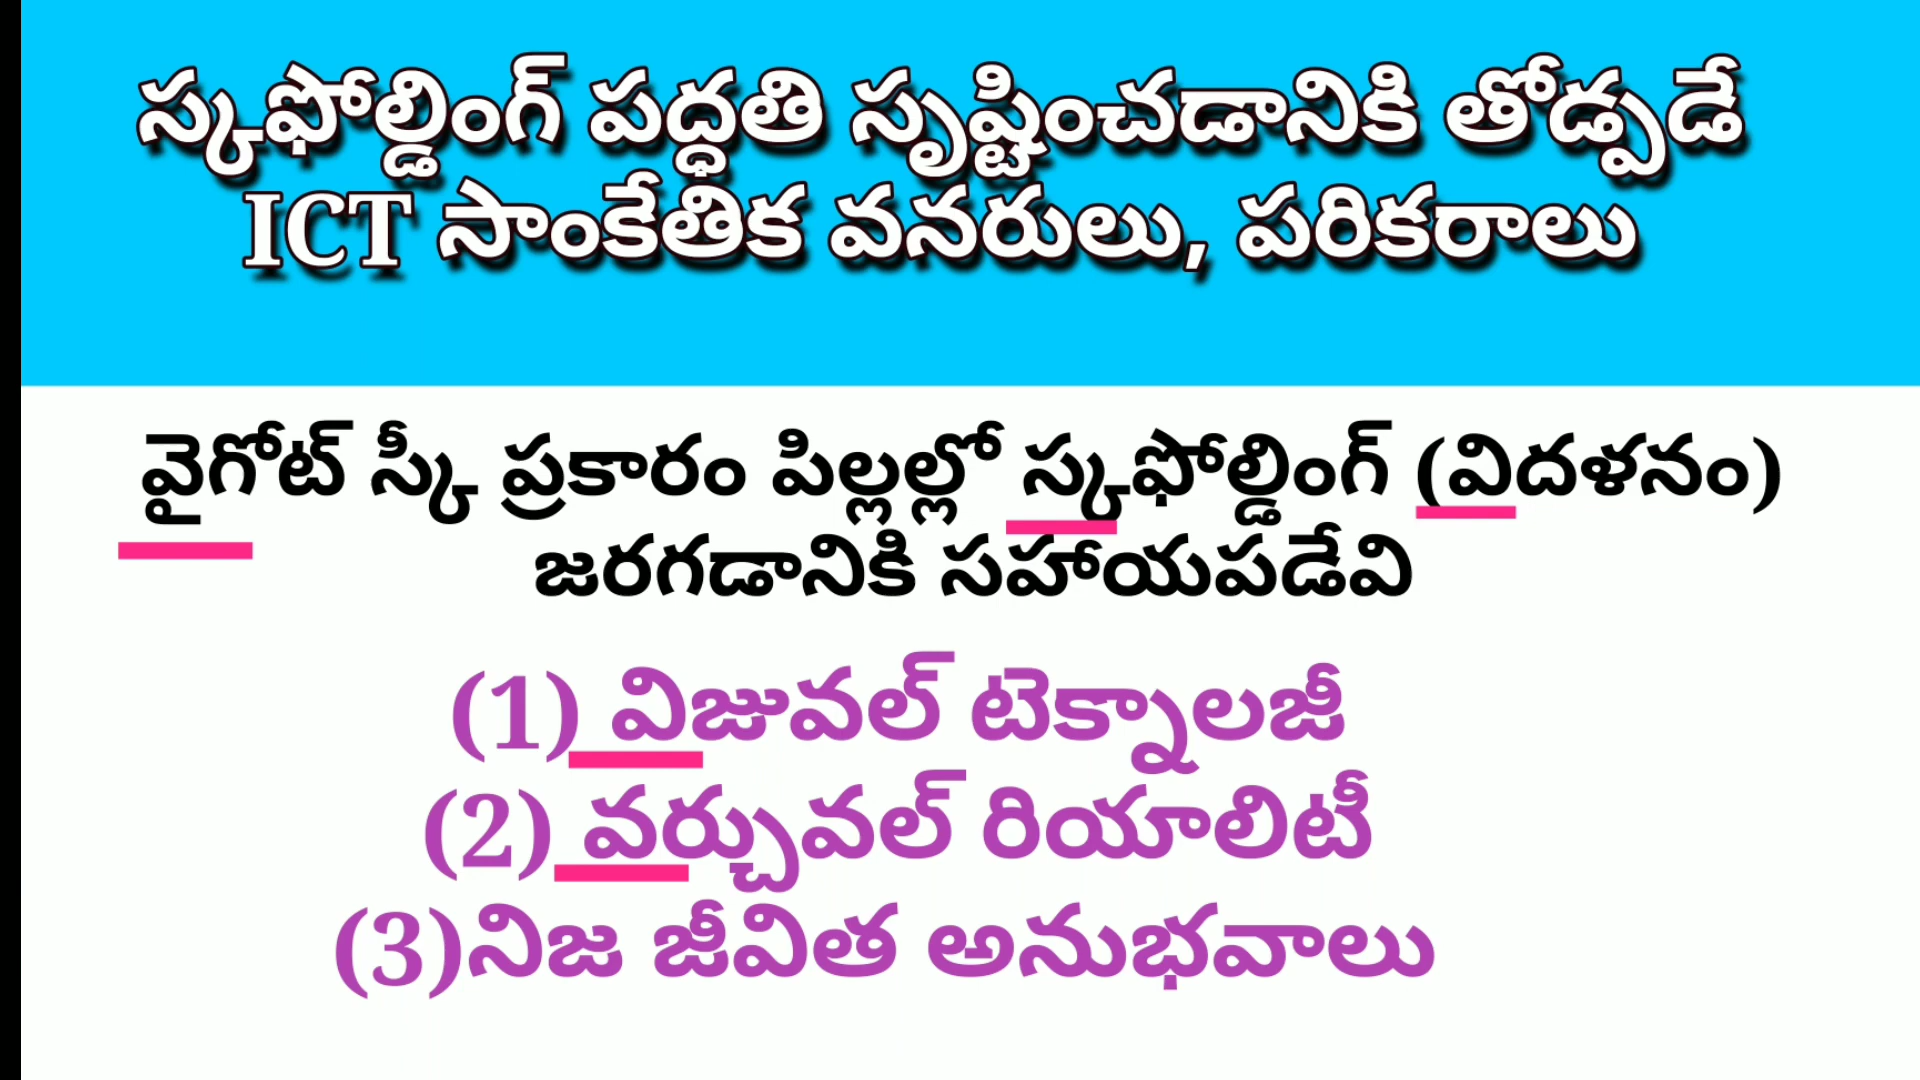 స్కఫోల్డింగ్ పద్ధతి సృష్టించడానికి తోడ్పడే
ICT సాంకేతిక వనరులు, పరికరాలు
వైగోట్ స్కీ ప్రకారం పిల్లల్లో స్కఫోల్డింగ్ (విదళనం)
జరగడానికి సహాయపడేవి
(1) విజువల్ టెక్నాలజీ
(2) వర్చువల్ రియాలిటీ
(3)నిజ జీవిత అనుభవాలు